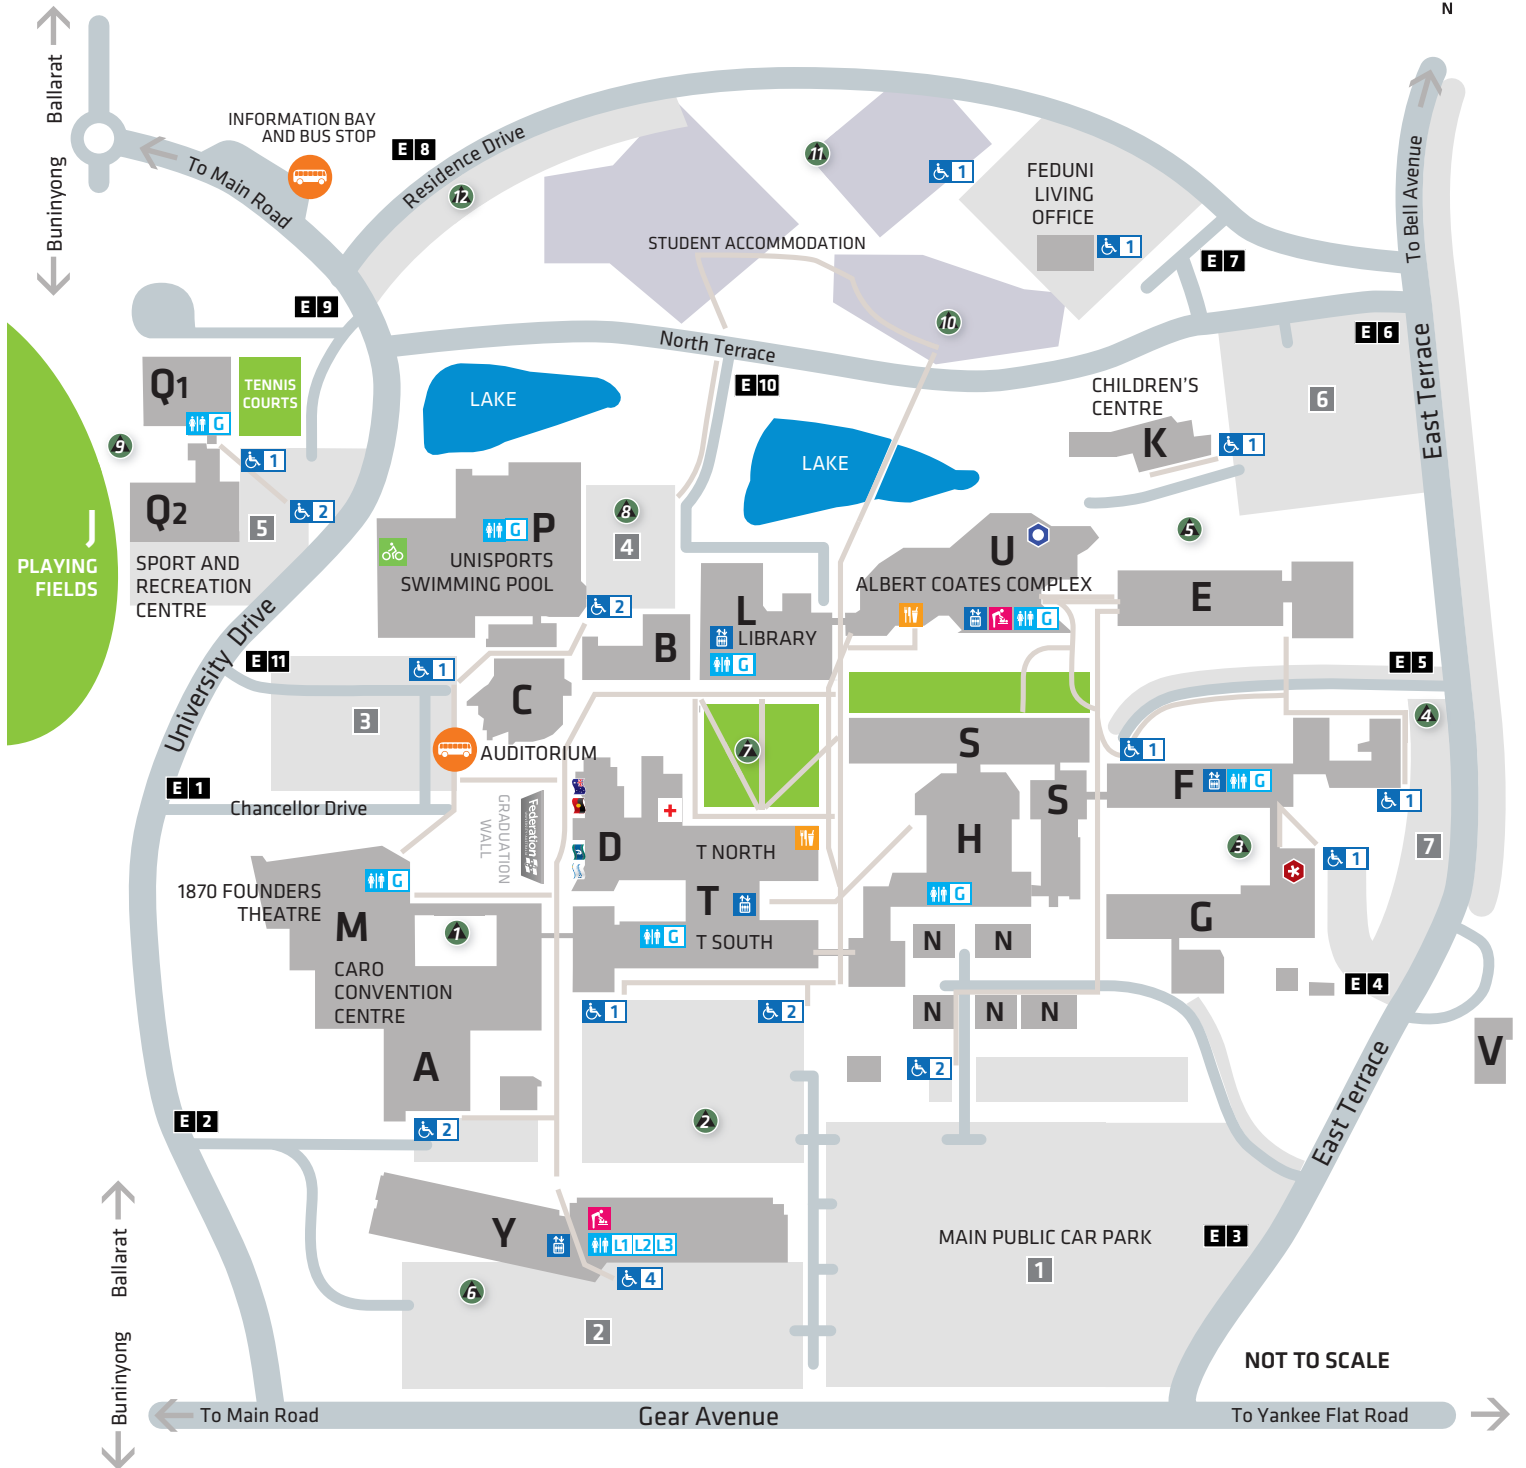 N
Ballarat
Buninyong
INFORMATION BAY
AND BUS STOP
To Main Road
E 8
Residence Drive
12
11
1
FEDUNI
LIVING
OFFICE
1
To Bell Avenue
STUDENT ACCOMMODATION
E 7
E 9
10
E 6
North Terrace
E 10
East Terrace
Q1
TENNIS
COURTS
G
LAKE
LAKE
CHILDREN'S
CENTRE
K
1
6
9
1
Q2
2
5
J
PLAYING
FIELDS
SPORT AND
RECREATION
CENTRE
G
P
UNISPORTS
SWIMMING POOL
8
4
2
U
ALBERT COATES COMPLEX
G
5
E
L
LIBRARY
G
B
University Drive
E 11
1
C
3
AUDITORIUM
E 5
4
7
S
1
F
G
1
E 1
Chancellor Drive
GRADUATION
WALL
Federation
D
T NORTH
S
H
3
1
7
1870 FOUNDERS
THEATRE
G
M
1
T
G
T SOUTH
G
G
CARO
CONVENTION
CENTRE
N
N
N
N
N
E 4
1
2
2
A
V
E 2
2
2
East Terrace
Y
L1 L2 L3
4
6
2
MAIN PUBLIC CAR PARK
1
E 3
Ballarat
Buninyong
NOT TO SCALE
To Main Road
Gear Avenue
To Yankee Flat Road